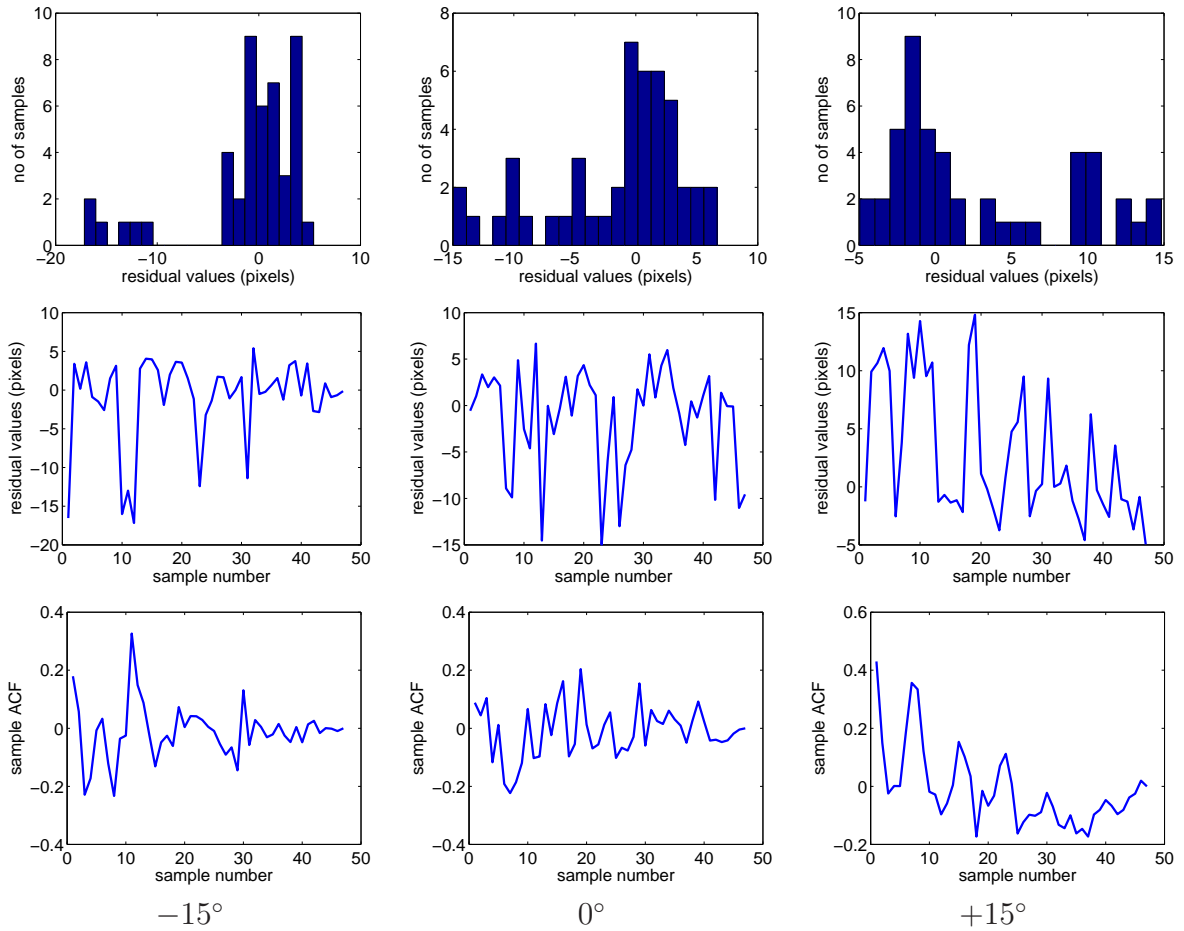 10
8
6
4
2
0
no of samples
−20 −10 0 10
residual values (pixels)
8
6
4
2
0
no of samples
−15 −10 −5 0 5 10
residual values (pixels)
10
8
6
4
2
0
no of samples
−5 0 5 10 15
residual values (pixels)
10
5
0
−5
−10
−15
−20
residual values (pixels)
0 10 20 30 40 50
sample number
10
5
0
−5
−10
−15
residual values (pixels)
0 10 20 30 40 50
sample number
15
10
5
0
−5
residual values (pixels)
0 10 20 30 40 50
sample number
0.4
0.2
0
−0.2
−0.4
sample ACF
0 10 20 30 40 50
sample number
0.4
0.2
0
−0.2
−0.4
sample ACF
0 10 20 30 40 50
sample number
0.6
0.4
0.2
0
−0.2
sample ACF
0 10 20 30 40 50
sample number
−15°
0°
+15°